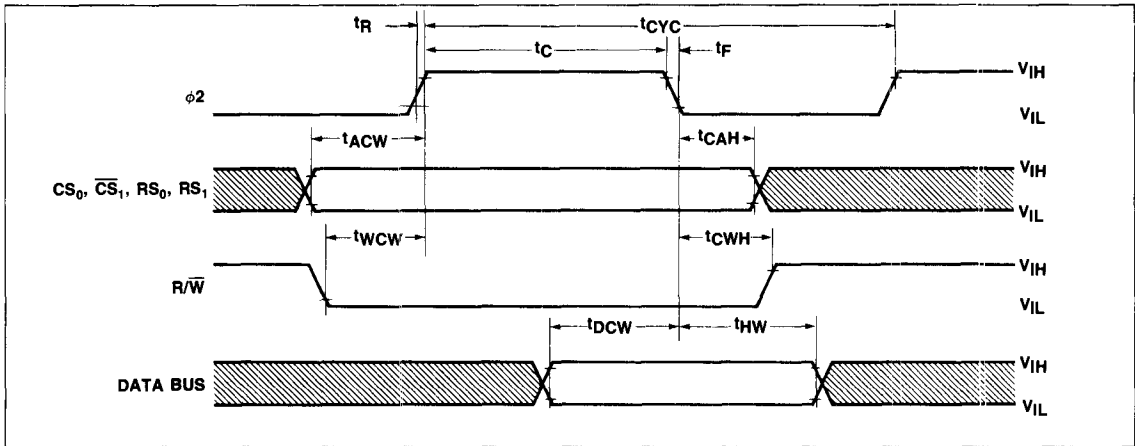 tR tCYC
tC tF
VIH
φ2
VIL
tACW tCAH
VIH
CS0, C̅S̅1, RS0, RS1
VIL
tWCW tCWH
VIH
R/W̅
VIL
tDCW tHW
VIH
DATA BUS
VIL